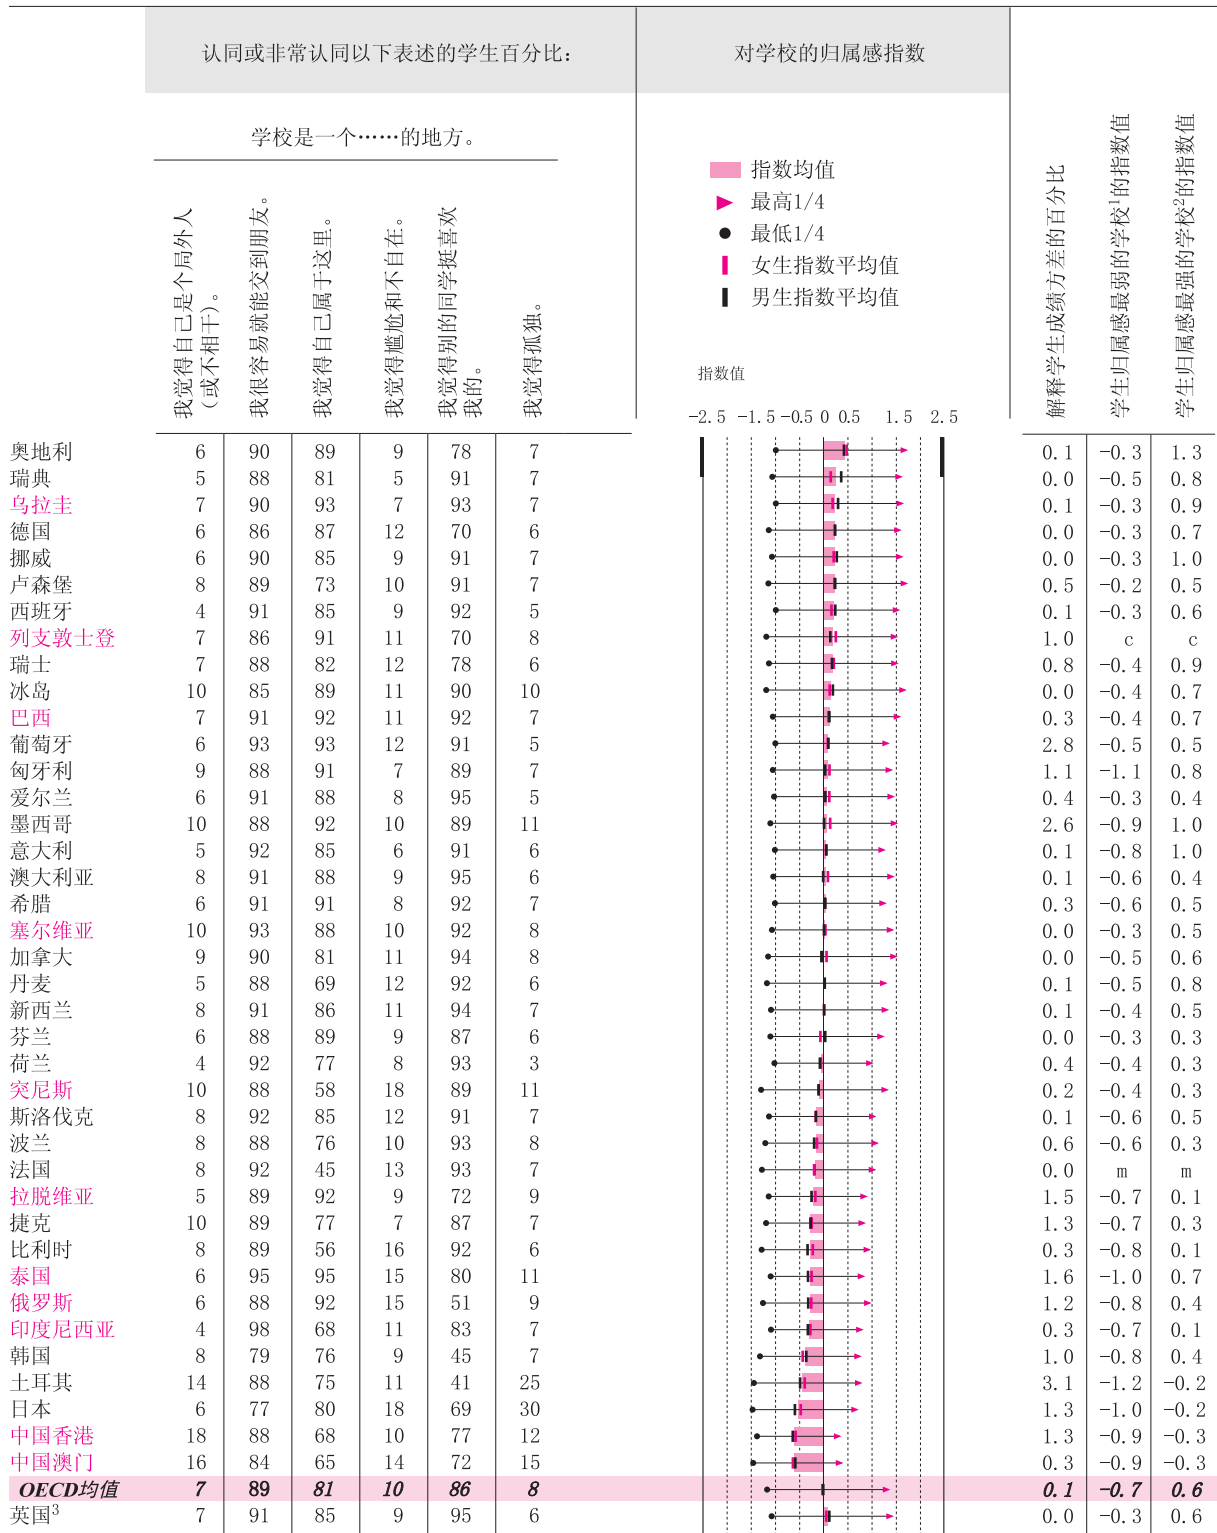 认同或非常认同以下表述的学生百分比：
对学校的归属感指数
学校是一个……的地方。
我觉得自己是个局外人（或不相干）。
我很容易就能交到朋友。
我觉得自己属于这里。
我觉得尴尬和不自在。
我觉得别的同学挺喜欢我的。
我觉得孤独。
指数均值
最高1/4
最低1/4
女生指数平均值
男生指数平均值
指数值
-2.5 -1.5 -0.5 0 0.5 1.5 2.5
解释学生成绩方差的百分比
学生归属感最弱的学校1的指数值
学生归属感最强的学校2的指数值
奥地利 6 90 89 9 78 7 0.1 -0.3 1.3
瑞典 5 88 81 5 91 7 0.0 -0.5 0.8
乌拉圭 7 90 93 7 93 7 0.1 -0.3 0.9
德国 6 86 87 12 70 6 0.0 -0.3 0.7
挪威 6 90 85 9 91 7 0.0 -0.3 1.0
卢森堡 8 89 73 10 91 7 0.5 -0.2 0.5
西班牙 4 91 85 9 92 5 0.1 -0.3 0.6
列支敦士登 7 86 91 11 70 8 1.0 c c
瑞士 7 88 82 12 78 6 0.8 -0.4 0.9
冰岛 10 85 89 11 90 10 0.0 -0.4 0.7
巴西 7 91 92 11 92 7 0.3 -0.4 0.7
葡萄牙 6 93 93 12 91 5 2.8 -0.5 0.5
匈牙利 9 88 91 7 89 7 1.1 -1.1 0.8
爱尔兰 6 91 88 8 95 5 0.4 -0.3 0.4
墨西哥 10 88 92 10 89 11 2.6 -0.9 1.0
意大利 5 92 85 6 91 6 0.1 -0.8 1.0
澳大利亚 8 91 88 9 95 6 0.1 -0.6 0.4
希腊 6 91 91 8 92 7 0.3 -0.6 0.5
塞尔维亚 10 93 88 10 92 8 0.0 -0.3 0.5
加拿大 9 90 81 11 94 8 0.0 -0.5 0.6
丹麦 5 88 69 12 92 6 0.1 -0.5 0.8
新西兰 8 91 86 11 94 7 0.1 -0.4 0.5
芬兰 6 88 89 9 87 6 0.0 -0.3 0.3
荷兰 4 92 77 8 93 3 0.4 -0.4 0.3
突尼斯 10 88 58 18 89 11 0.2 -0.4 0.3
斯洛伐克 8 92 85 12 91 7 0.1 -0.6 0.5
波兰 8 88 76 10 93 8 0.6 -0.6 0.3
法国 8 92 45 13 93 7 0.0 m m
拉脱维亚 5 89 92 9 72 9 1.5 -0.7 0.1
捷克 10 89 77 7 87 7 1.3 -0.7 0.3
比利时 8 89 56 16 92 6 0.3 -0.8 0.1
泰国 6 95 95 15 80 11 1.6 -1.0 0.7
俄罗斯 6 88 92 15 51 9 1.2 -0.8 0.4
印度尼西亚 4 98 68 11 83 7 0.3 -0.7 0.1
韩国 8 79 76 9 45 7 1.0 -0.8 0.4
土耳其 14 88 75 11 41 25 3.1 -1.2 -0.2
日本 6 77 80 18 69 30 1.3 -1.0 -0.2
中国香港 18 88 68 10 77 12 1.3 -0.9 -0.3
中国澳门 16 84 65 14 72 15 0.3 -0.9 -0.3
OECD均值 7 89 81 10 86 8 0.1 -0.7 0.6
英国3 7 91 85 9 95 6 0.0 -0.3 0.6